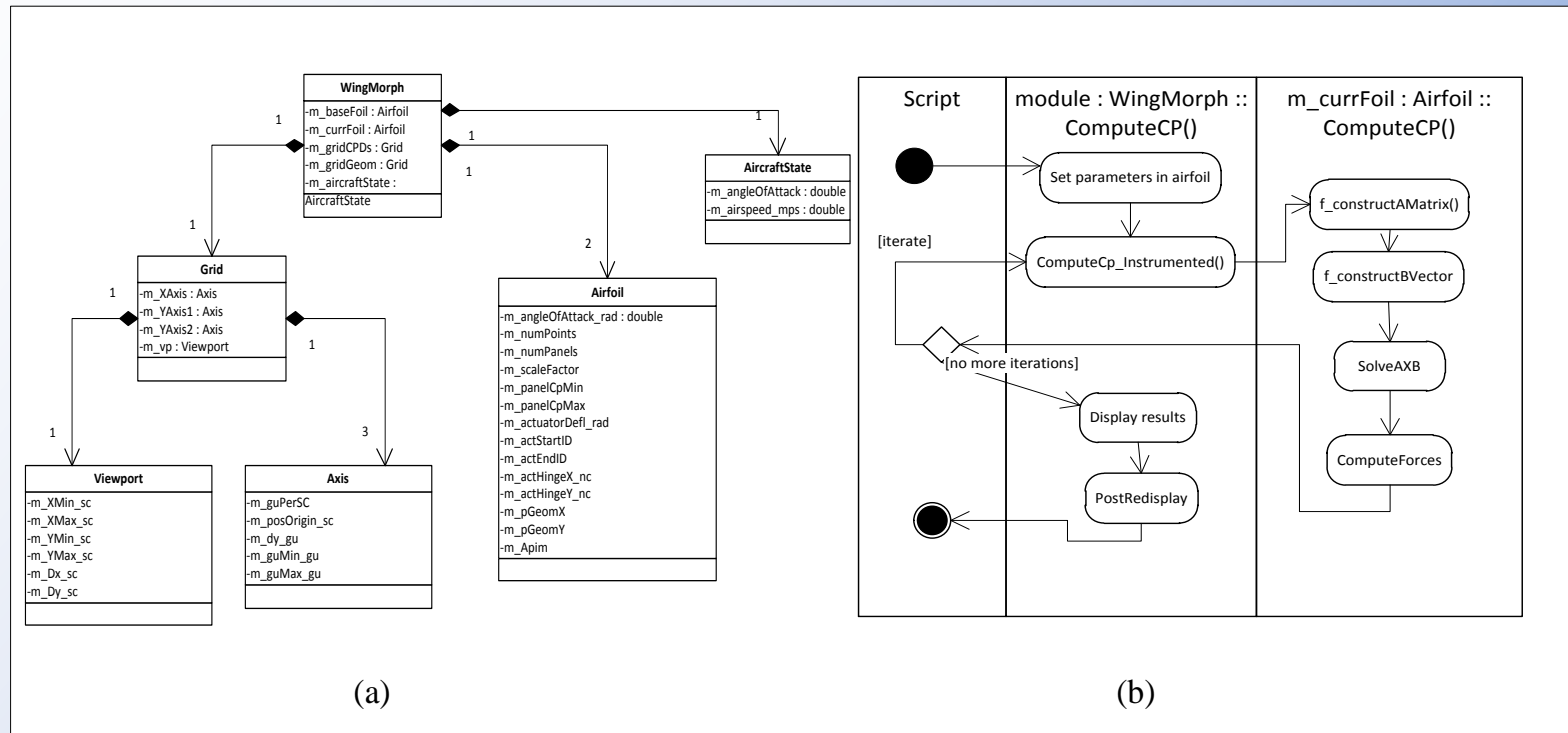 WingMorph
-m_baseFoil : Airfoil
-m_currFoil : Airfoil
-m_gridCPDs : Grid
-m_gridGeom : Grid
-m_aircraftState :
AircraftState
1
1
1
1
1
AircraftState
-m_angleOfAttack : double
-m_airspeed_mps : double
1
2
Grid
-m_XAxis : Axis
-m_YAxis1 : Axis
-m_YAxis2 : Axis
-m_vp : Viewport
1
1
1
3
Viewport
-m_XMin_sc
-m_XMax_sc
-m_YMin_sc
-m_YMax_sc
-m_Dx_sc
-m_Dy_sc
Axis
-m_guPerSC
-m_posOrigin_sc
-m_dy_gu
-m_guMin_gu
-m_guMax_gu
Airfoil
-m_angleOfAttack_rad : double
-m_numPoints
-m_numPanels
-m_scaleFactor
-m_panelCpMin
-m_panelCpMax
-m_actuatorDefl_rad
-m_actStartID
-m_actEndID
-m_actHingeX_nc
-m_actHingeY_nc
-m_pGeomX
-m_pGeomY
-m_Apim
(a)
Script
module : WingMorph ::
ComputeCP()
m_currFoil : Airfoil ::
ComputeCP()
Set parameters in airfoil
[iterate]
ComputeCp_Instrumented()
f_constructAMatrix()
f_constructBVector
SolveAXB
ComputeForces
[no more iterations]
Display results
PostRedisplay
(b)